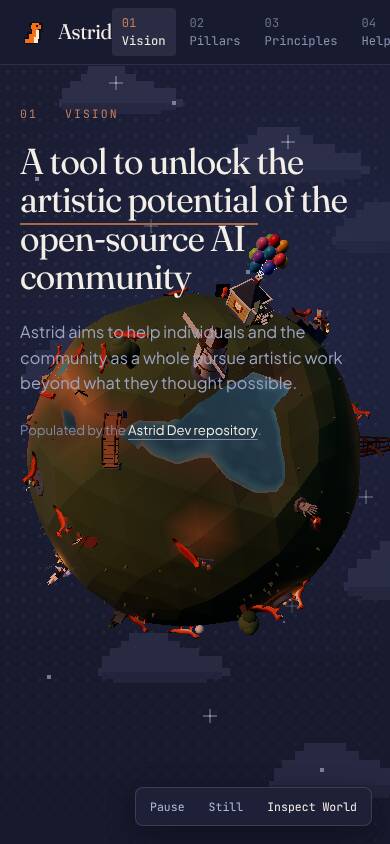 Astrid
01
Vision
02
Pillars
03
Principles
04
Help
01 VISION
A tool to unlock the
artistic potential of the
open-source AI
community
Astrid aims to help individuals and the
community as a whole pursue artistic work
beyond what they thought possible.
Populated by the Astrid Dev repository.
Pause
Still
Inspect World